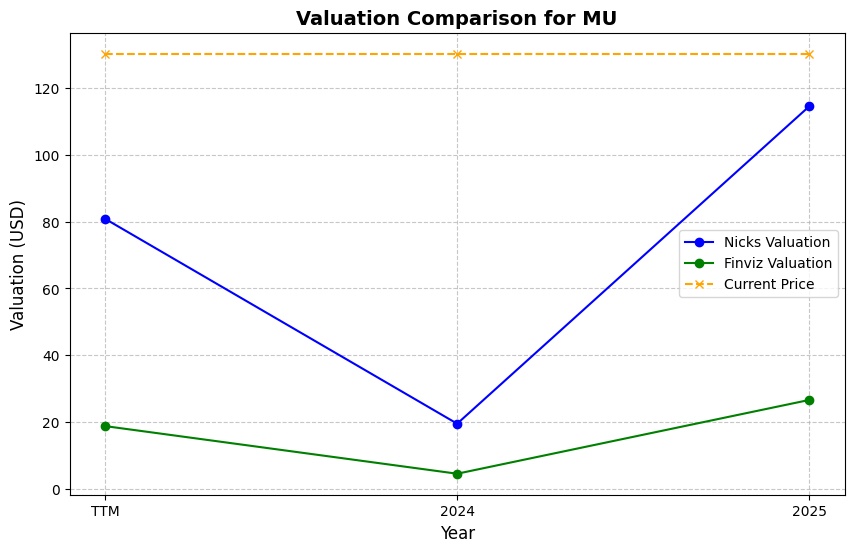 Valuation Comparison for MU
Valuation (USD)
120
100
80
60
40
20
0
Nicks Valuation
Finviz Valuation
Current Price
TTM
2024
2025
Year